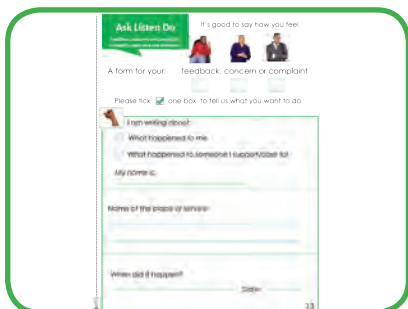 Ask Listen Do
It's good to say how you feel
A form for your: feedback, concern or complaint
Please tick one box to tell us what you want to do
I am writing about:
What happened to me
What happened to someone I support/care for
My name is:
Name of the place or service:
When did it happen?
Date:
13